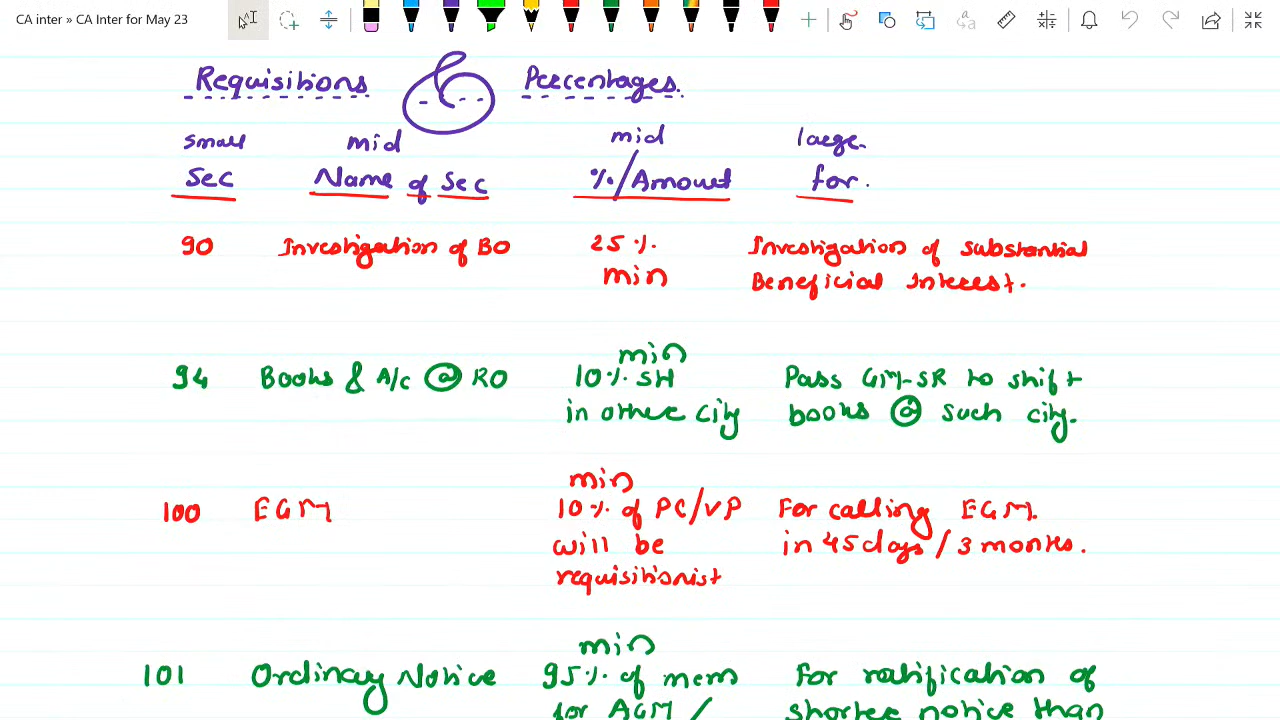 CA inter » CA Inter for May 23
Requisitions & Percentages.
small mid mid large.
Sec Name of Sec %/Amount for.
90 Investigation of BO 25% Investigation of substantial
min Beneficial Interest.
min
94 Books & A/c @ RO 10% SH Pass GM-SR to shift
in other city books @ such city.
min
100 EGM 10% of PC/VP For calling EGM.
will be in 45 days / 3 months.
requisitionist
min
101 Ordinary Notice 95% of mem For ratification of
for AGM / shorter notice than